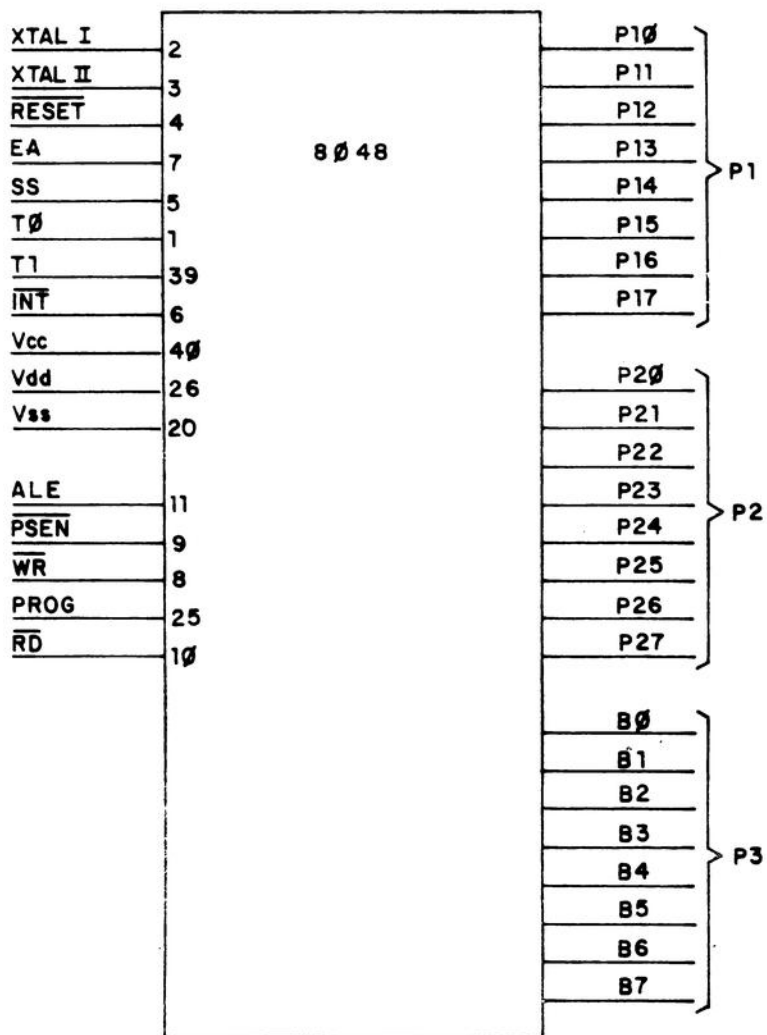 XTAL I
2
XTAL II
3
RESET
4
EA
7
SS
5
TØ
1
T1
39
INT
6
Vcc
4Ø
Vdd
26
Vss
20
ALE
11
PSEN
9
WR
8
PROG
25
RD
1Ø
8Ø48
P1Ø
P11
P12
P13
P14
P15
P16
P17
P1
P2Ø
P21
P22
P23
P24
P25
P26
P27
P2
BØ
B1
B2
B3
B4
B5
B6
B7
P3